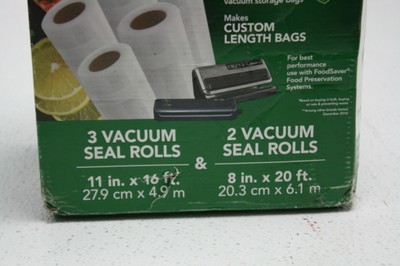 vacuum storage bags
Makes
CUSTOM
LENGTH BAGS
For best
performance
use with FoodSaver®
Food Preservation
Systems.
3 VACUUM
SEAL ROLLS
11 in. x 16 ft.
27.9 cm x 4.9 m
&
2 VACUUM
SEAL ROLLS
8 in. x 20 ft.
20.3 cm x 6.1 m